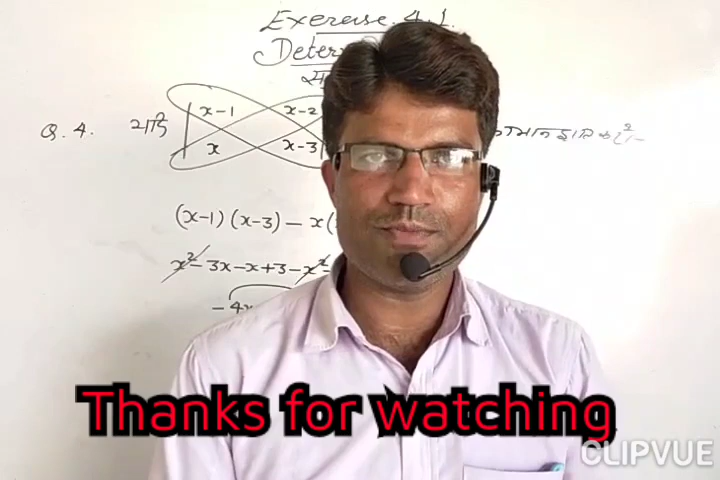 Exercise 4.1
Deter
Q. 4. यदि x-1 x-2 मान ज्ञात करें?
x x-3
(x-1) (x-3) - x(
x² - 3x - x + 3 - x²
- 4x
Thanks for watching
CLIPVUE